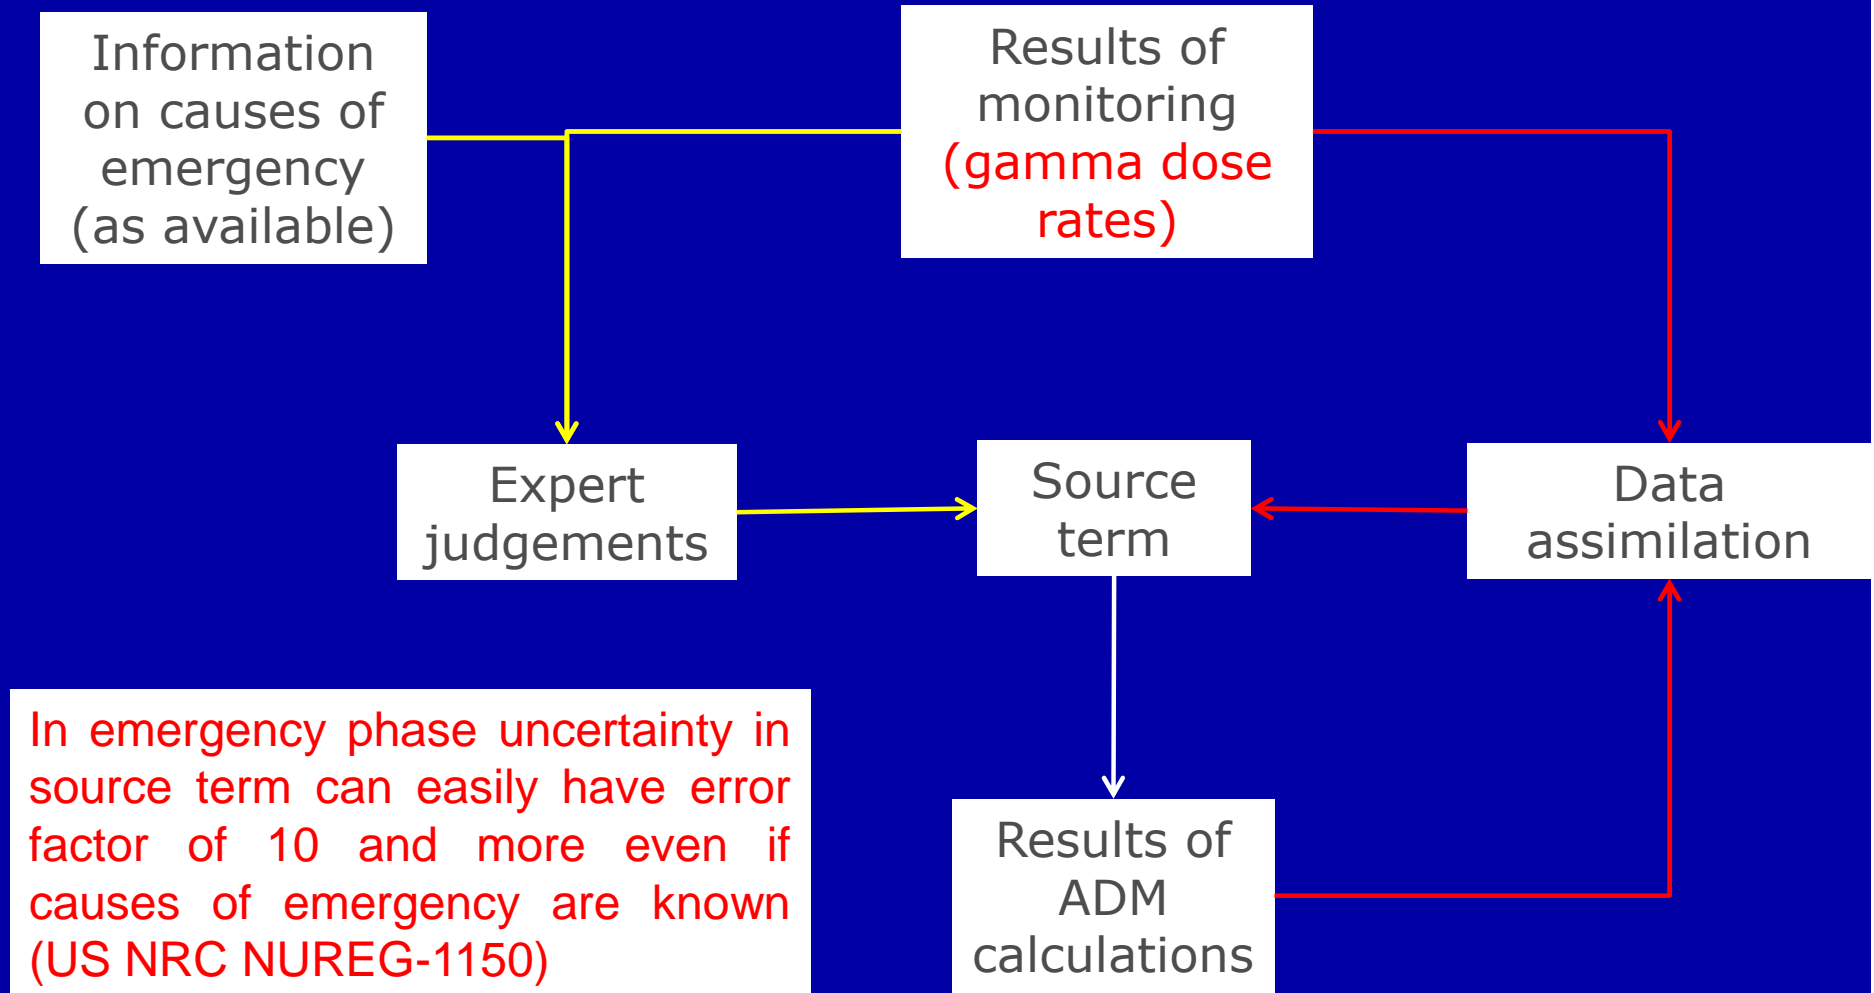 Information
on causes of
emergency
(as available)
Results of
monitoring
(gamma dose
rates)
Expert
judgements
Source
term
Data
assimilation
In emergency phase uncertainty in
source term can easily have error
factor of 10 and more even if
causes of emergency are known
(US NRC NUREG-1150)
Results of
ADM
calculations